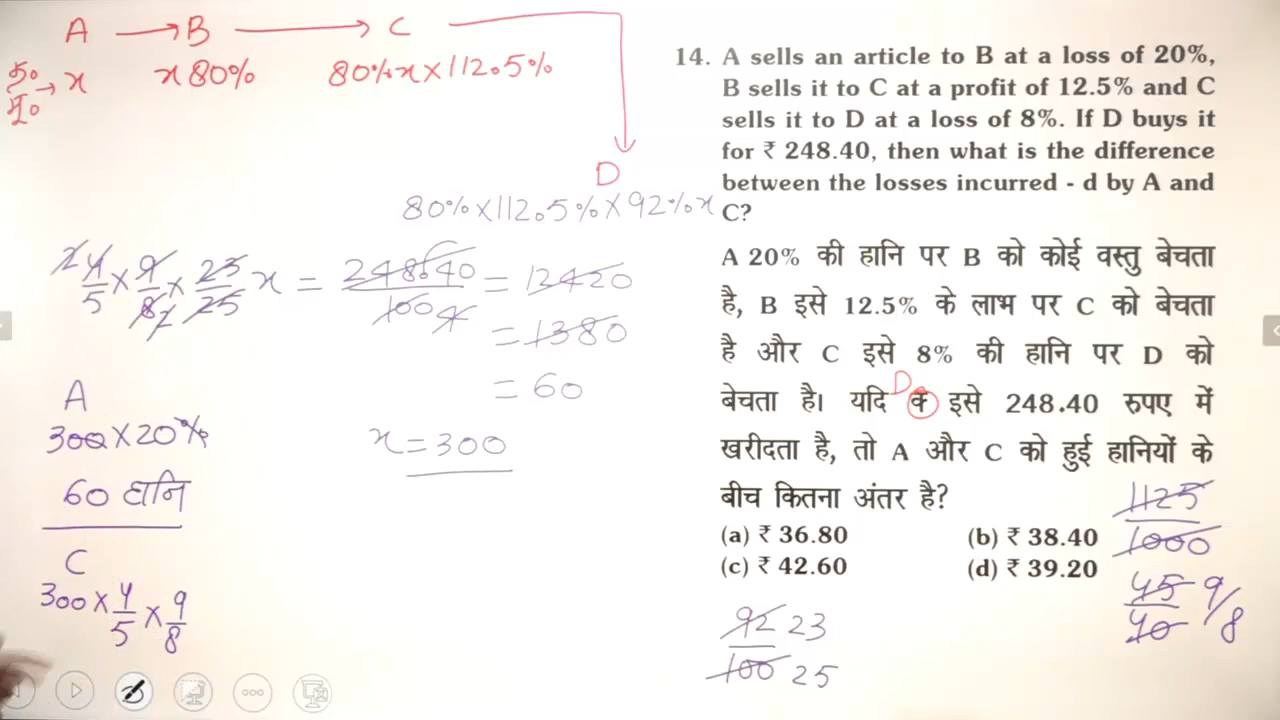 A → B → C
50
90 → x    x 80%    80% x × 112.5%
D
80% × 112.5% × 92% x
4/5 × 9/8 × 23/25 x = 248.40/100 = 12420
= 1380
= 60
x = 300
A
300 × 20%
60 हानि
C
300 × 4/5 × 9/8
14. A sells an article to B at a loss of 20%,
B sells it to C at a profit of 12.5% and C
sells it to D at a loss of 8%. If D buys it
for ₹ 248.40, then what is the difference
between the losses incurred - d by A and
C?
A 20% की हानि पर B को कोई वस्तु बेचता
है, B इसे 12.5% के लाभ पर C को बेचता
है और C इसे 8% की हानि पर D को
D
बेचता है। यदि क इसे 248.40 रुपए में
खरीदता है, तो A और C को हुई हानियों के
बीच कितना अंतर है?
(a) ₹ 36.80    (b) ₹ 38.40
(c) ₹ 42.60    (d) ₹ 39.20
1125
1000
45 9/8
40
92 23
100 25